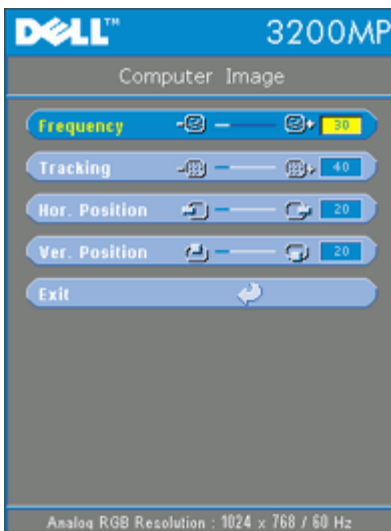 DELL™ 3200MP
Computer Image
Frequency - + 30
Tracking - + 40
Hor. Position 20
Ver. Position 20
Exit
Analog RGB Resolution : 1024 x 768 / 60 Hz